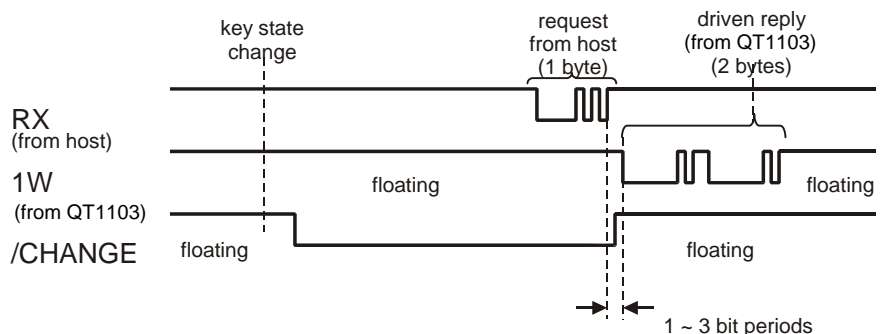 key state
change
request
from host
(1 byte)
driven reply
(from QT1103)
(2 bytes)
RX
(from host)
1W
(from QT1103)
floating
floating
/CHANGE
floating
floating
1 ~ 3 bit periods